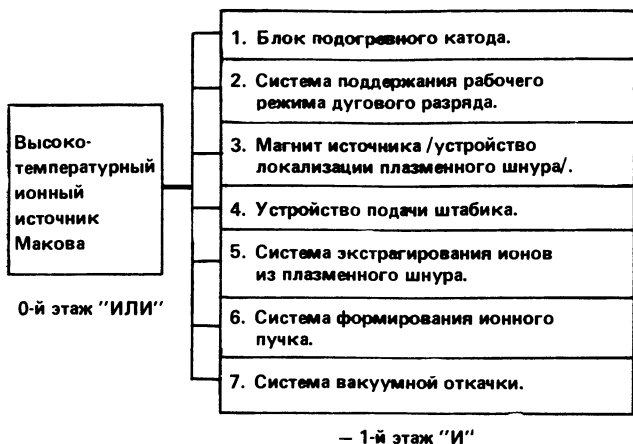 Высоко-
температурный
ионный
источник
Макова
0-й этаж "ИЛИ"
1. Блок подогревного катода.
2. Система поддержания рабочего
режима дугового разряда.
3. Магнит источника /устройство
локализации плазменного шнура/.
4. Устройство подачи штабика.
5. Система экстрагирования ионов
из плазменного шнура.
6. Система формирования ионного
пучка.
7. Система вакуумной откачки.
— 1-й этаж "И"